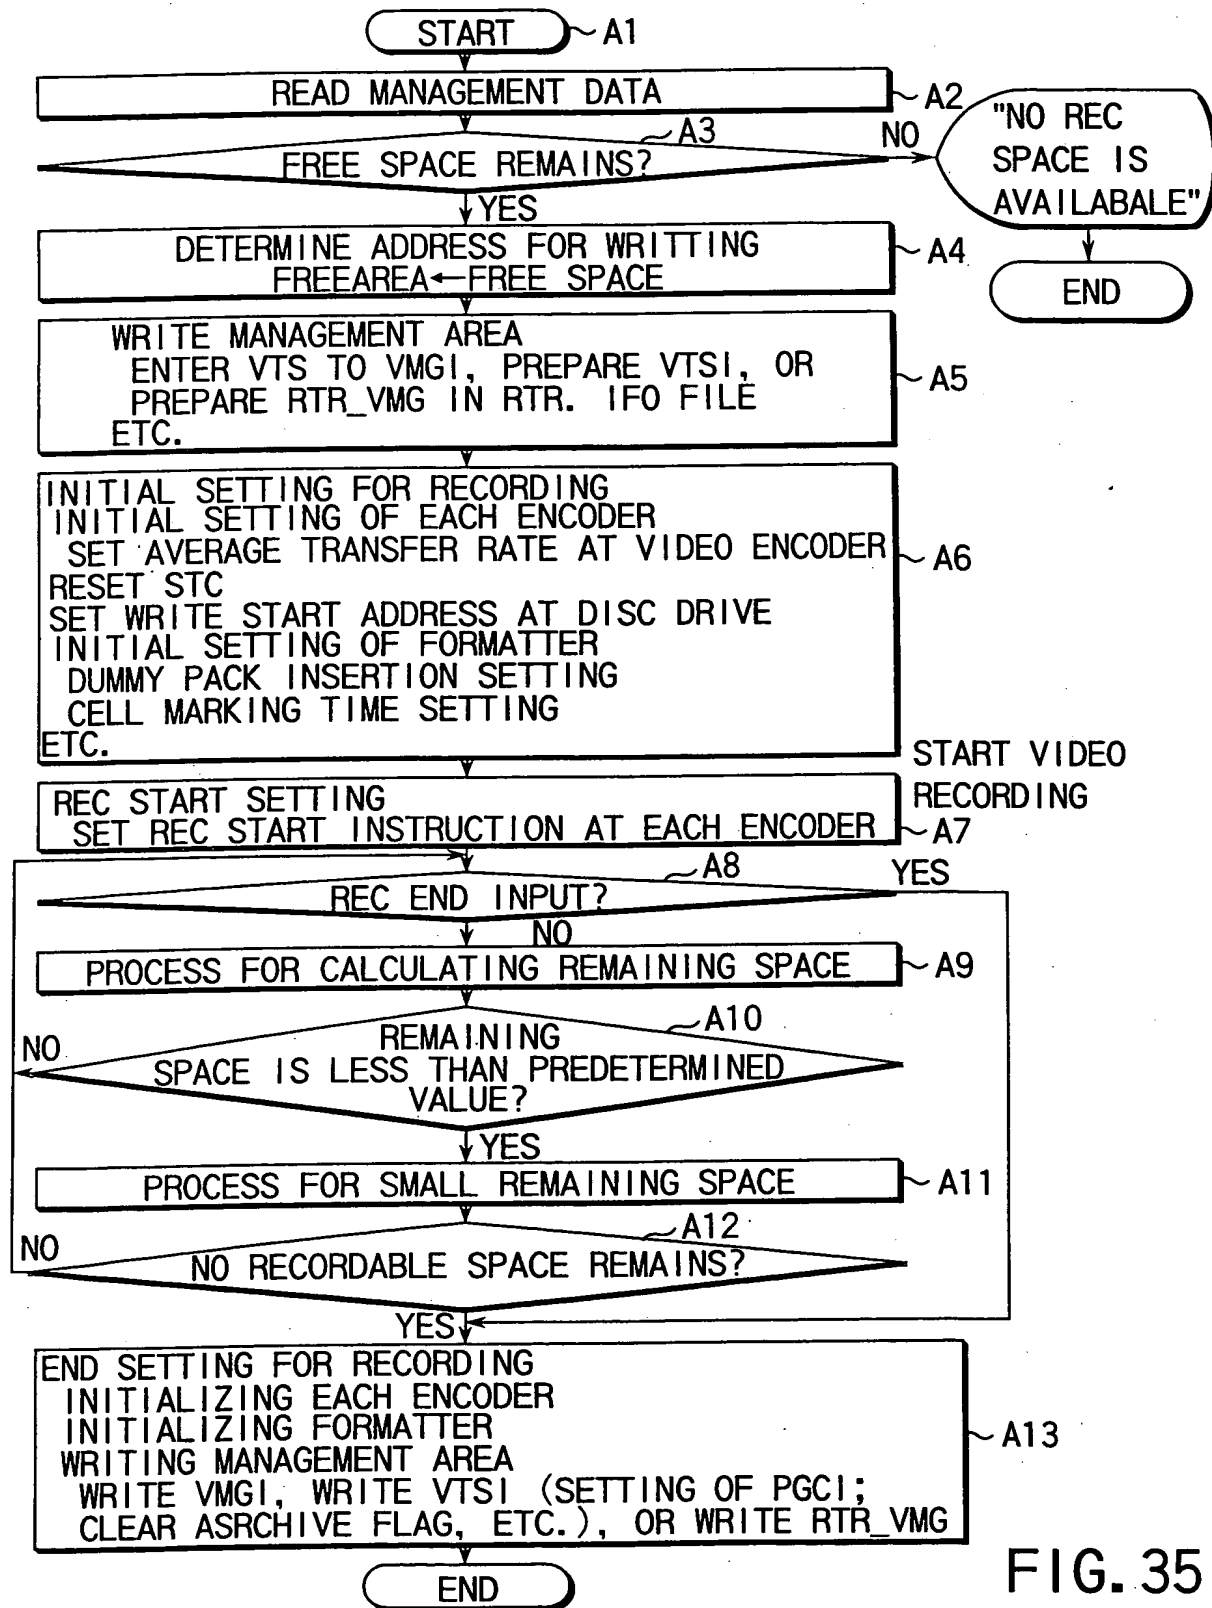 START
A1
READ MANAGEMENT DATA
A2
A3
FREE SPACE REMAINS?
NO
"NO REC
SPACE IS
AVAILABALE"
END
YES
DETERMINE ADDRESS FOR WRITTING
FREEAREA←FREE SPACE
A4
WRITE MANAGEMENT AREA
ENTER VTS TO VMGI, PREPARE VTSI, OR
PREPARE RTR_VMG IN RTR. IFO FILE
ETC.
A5
INITIAL SETTING FOR RECORDING
INITIAL SETTING OF EACH ENCODER
SET AVERAGE TRANSFER RATE AT VIDEO ENCODER
RESET STC
SET WRITE START ADDRESS AT DISC DRIVE
INITIAL SETTING OF FORMATTER
DUMMY PACK INSERTION SETTING
CELL MARKING TIME SETTING
ETC.
A6
START VIDEO
RECORDING
REC START SETTING
SET REC START INSTRUCTION AT EACH ENCODER
A7
A8
REC END INPUT?
YES
NO
PROCESS FOR CALCULATING REMAINING SPACE
A9
A10
REMAINING
SPACE IS LESS THAN PREDETERMINED
VALUE?
NO
YES
PROCESS FOR SMALL REMAINING SPACE
A11
A12
NO RECORDABLE SPACE REMAINS?
NO
YES
END SETTING FOR RECORDING
INITIALIZING EACH ENCODER
INITIALIZING FORMATTER
WRITING MANAGEMENT AREA
WRITE VMGI, WRITE VTSI (SETTING OF PGCI;
CLEAR ASRCHIVE FLAG, ETC.), OR WRITE RTR_VMG
A13
END
FIG. 35